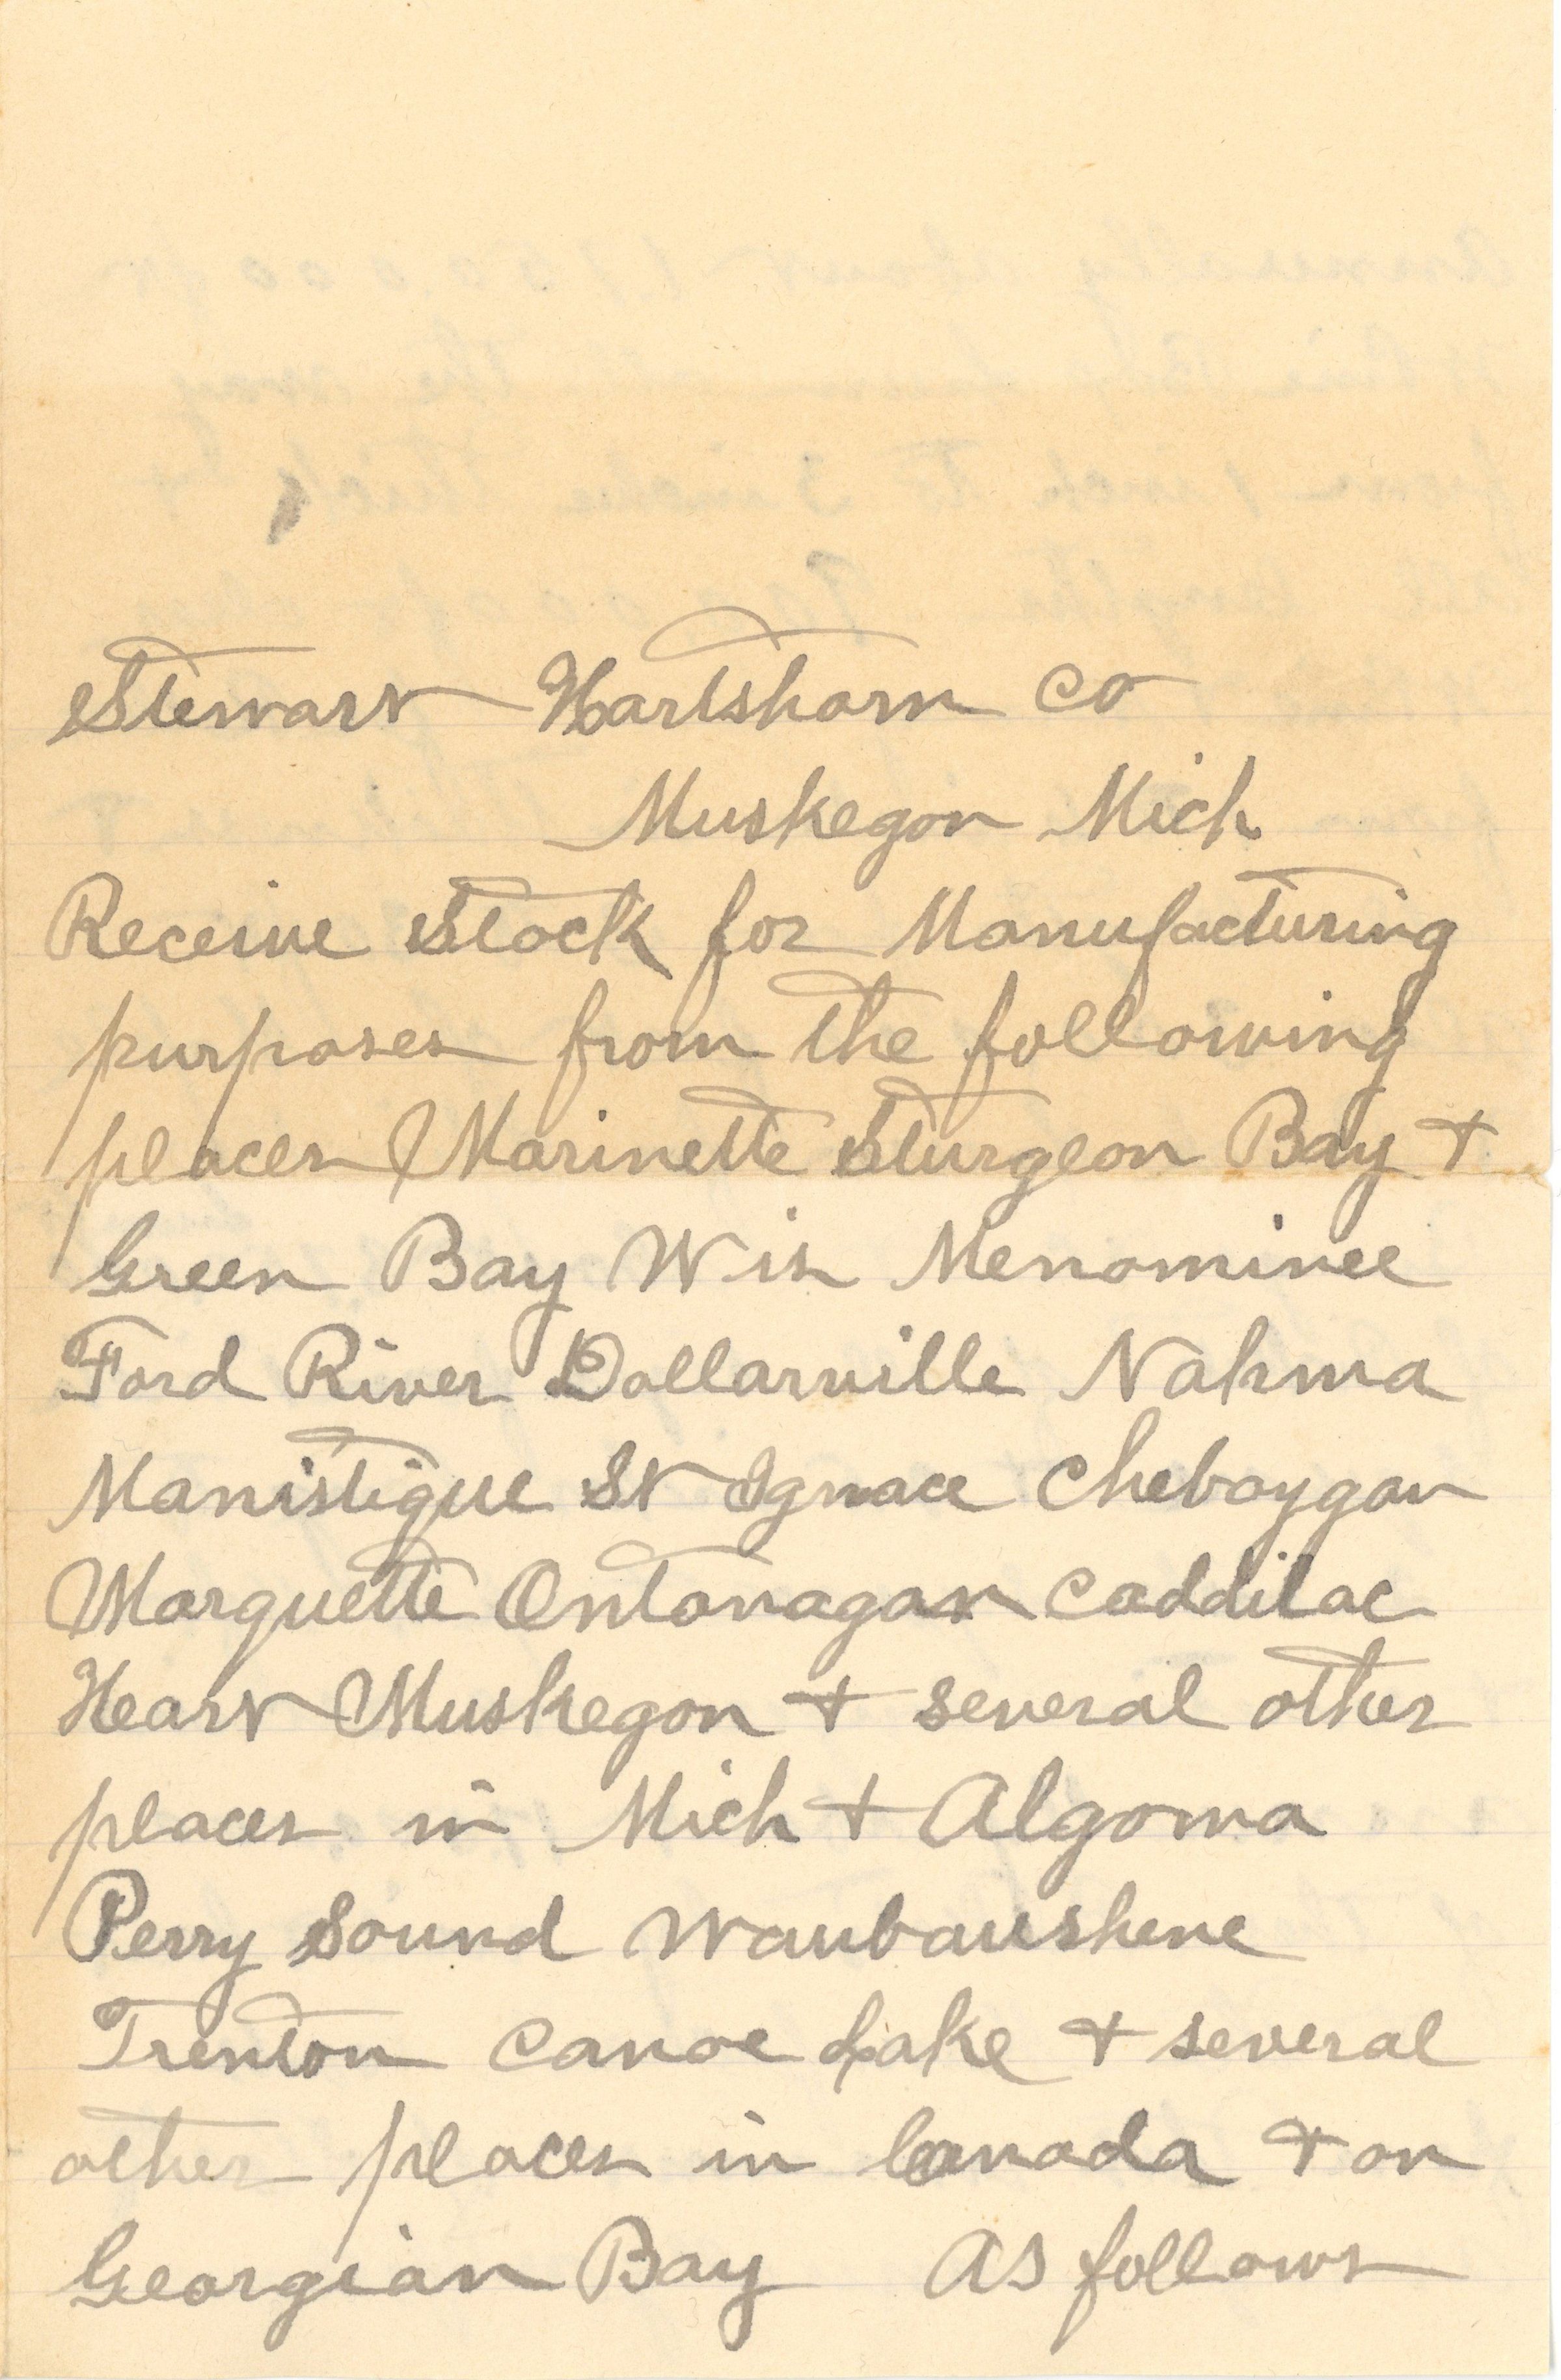 Stewart Hartshorn Co
Muskegon Mich
Receive Stock for Manufacturing
purposes from the following
places Marinette Sturgeon Bay +
Green Bay Wis Menominee
Ford River Dollarville Nahma
Manistique St Ignace Cheboygan
Marquette Ontonagan Caddilac
Heart Muskegon + several other
places in Mich + Algoma
Perry Sound Waubaushene
Trenton Canoe Lake + several
other places in Canada + on
Georgian Bay As follows